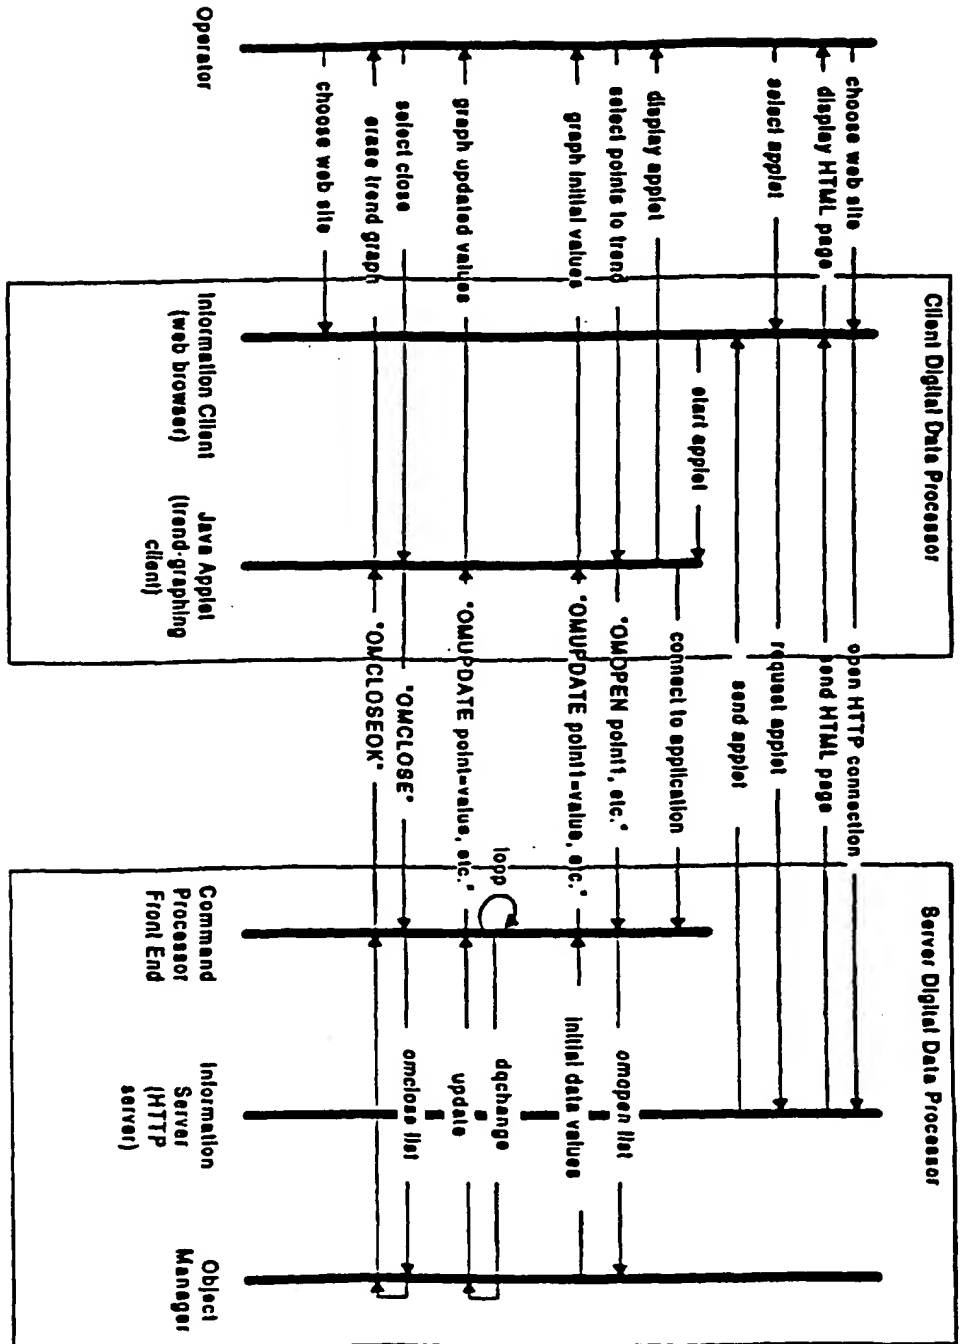 Client Digital Data Processor
Server Digital Data Processor
choose web site
open HTTP connection
display HTML page
send HTML page
select applet
request applet
send applet
start applet
connect to application
display applet
select points to trend
"OMOPEN point1, etc."
omopen list
graph initial values
"OMUPDATE point1=value, etc."
initial data values
loop
dqchange
graph updated values
"OMUPDATE point=value, etc."
update
select close
"OMCLOSE"
omclose list
erase trend graph
"OMCLOSEOK"
choose web site
Operator
Information Client
(web browser)
Java Applet
(trend-graphing
client)
Command
Processor
Front End
Information
Server
(HTTP
server)
Object
Manager